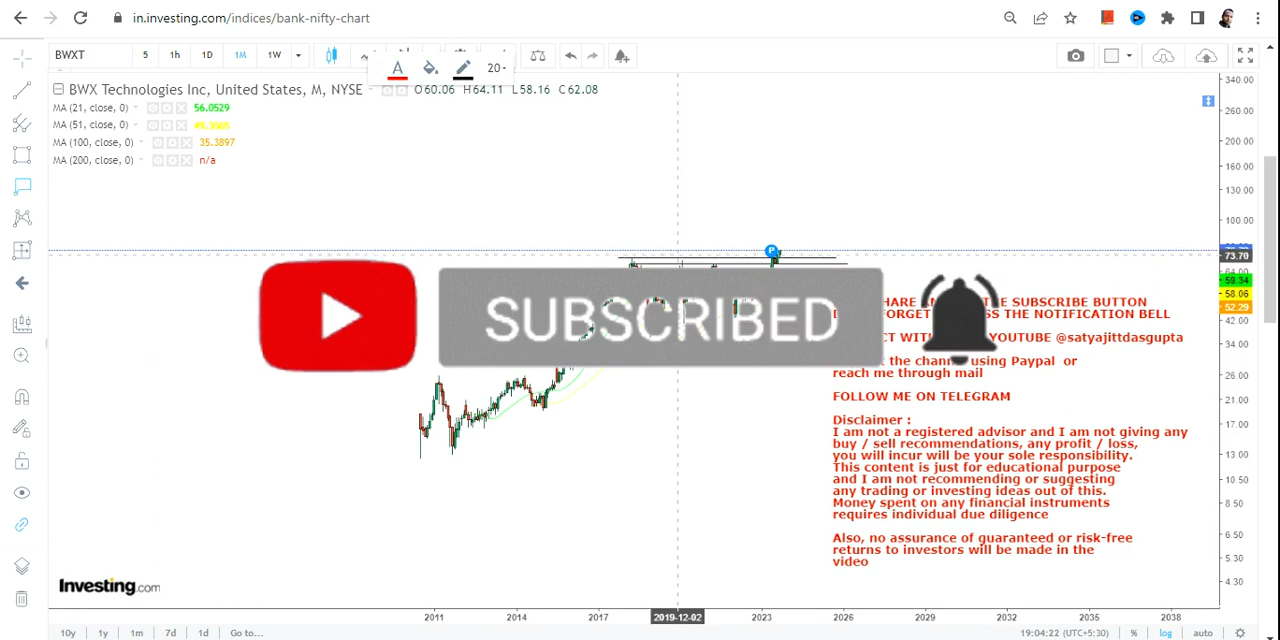 in.investing.com/indices/bank-nifty-chart
BWXT 5 1h 1D 1M 1W
20
BWX Technologies Inc, United States, M, NYSE O60.06 H64.11 L58.16 C62.08
MA (21, close, 0) 56.0529
MA (51, close, 0)
MA (100, close, 0) 35.3897
MA (200, close, 0) n/a
340.00
260.00
200.00
160.00
130.00
100.00
73.70
64.00
59.34
58.06
52.29
42.00
34.00
26.00
21.00
17.00
13.00
10.50
8.50
6.50
5.30
4.30
P
SUBSCRIBED
HARE THE SUBSCRIBE BUTTON
FORGET THE NOTIFICATION BELL
YOUTUBE @satyajittdasgupta
the channel using Paypal or
reach me through mail
FOLLOW ME ON TELEGRAM
Disclaimer :
I am not a registered advisor and I am not giving any
buy / sell recommendations, any profit / loss,
you will incur will be your sole responsibility.
This content is just for educational purpose
and I am not recommending or suggesting
any trading or investing ideas out of this.
Money spent on any financial instruments
requires individual due diligence
Also, no assurance of guaranteed or risk-free
returns to investors will be made in the
video
Investing.com
2011 2014 2017 2019-12-02 2023 2026 2029 2032 2035 2038
10y 1y 1m 7d 1d Go to... 19:04:22 (UTC+5:30) % log auto